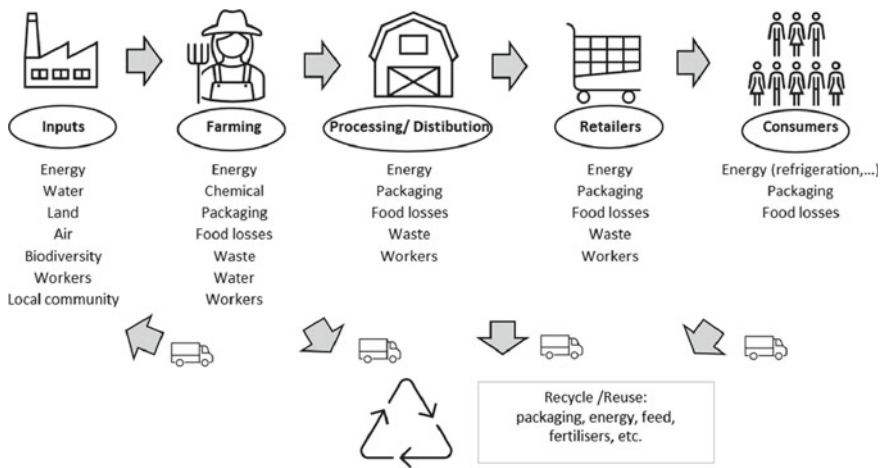 Inputs
Farming
Processing/ Distibution
Retailers
Consumers
Energy
Water
Land
Air
Biodiversity
Workers
Local community
Energy
Chemical
Packaging
Food losses
Waste
Water
Workers
Energy
Packaging
Food losses
Waste
Workers
Energy
Packaging
Food losses
Waste
Workers
Energy (refrigeration,...)
Packaging
Food losses
Recycle /Reuse:
packaging, energy, feed,
fertilisers, etc.